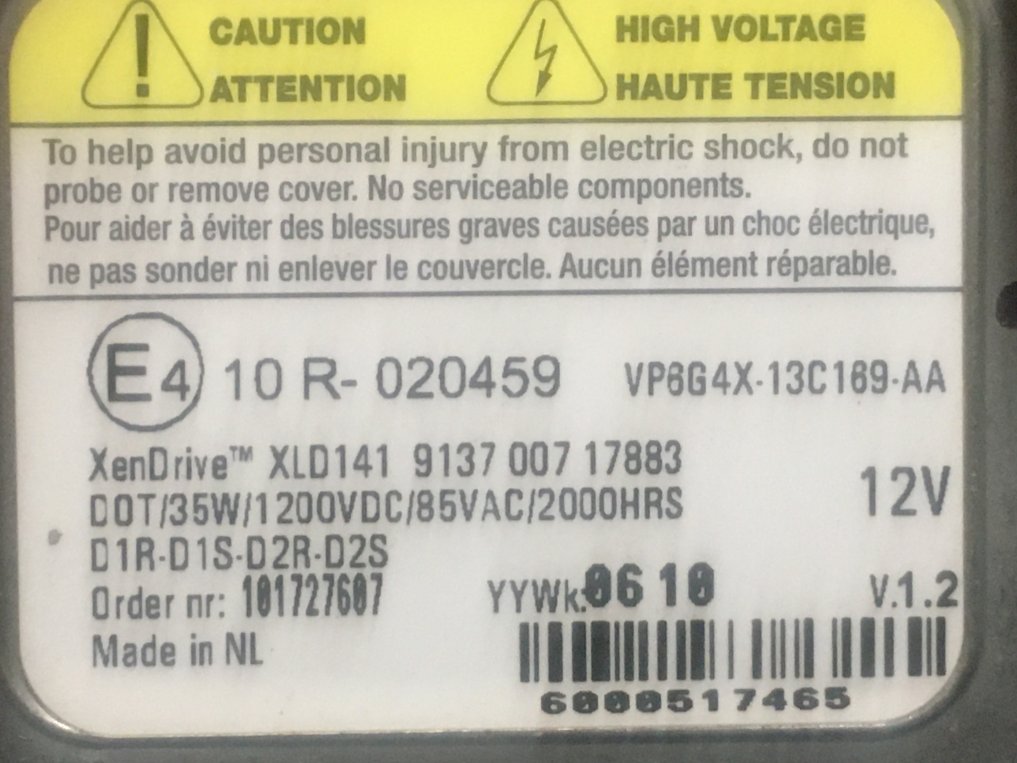 CAUTION
ATTENTION
HIGH VOLTAGE
HAUTE TENSION
To help avoid personal injury from electric shock, do not
probe or remove cover. No serviceable components.
Pour aider à éviter des blessures graves causées par un choc électrique,
ne pas sonder ni enlever le couvercle. Aucun élément réparable.
E4 10 R- 020459 VP6G4X-13C169-AA
XenDrive™ XLD141 9137 007 17883
DOT/35W/1200VDC/85VAC/2000HRS 12V
D1R-D1S-D2R-D2S
Order nr: 101727607 YYWk.0610 V.1.2
Made in NL
6000517465